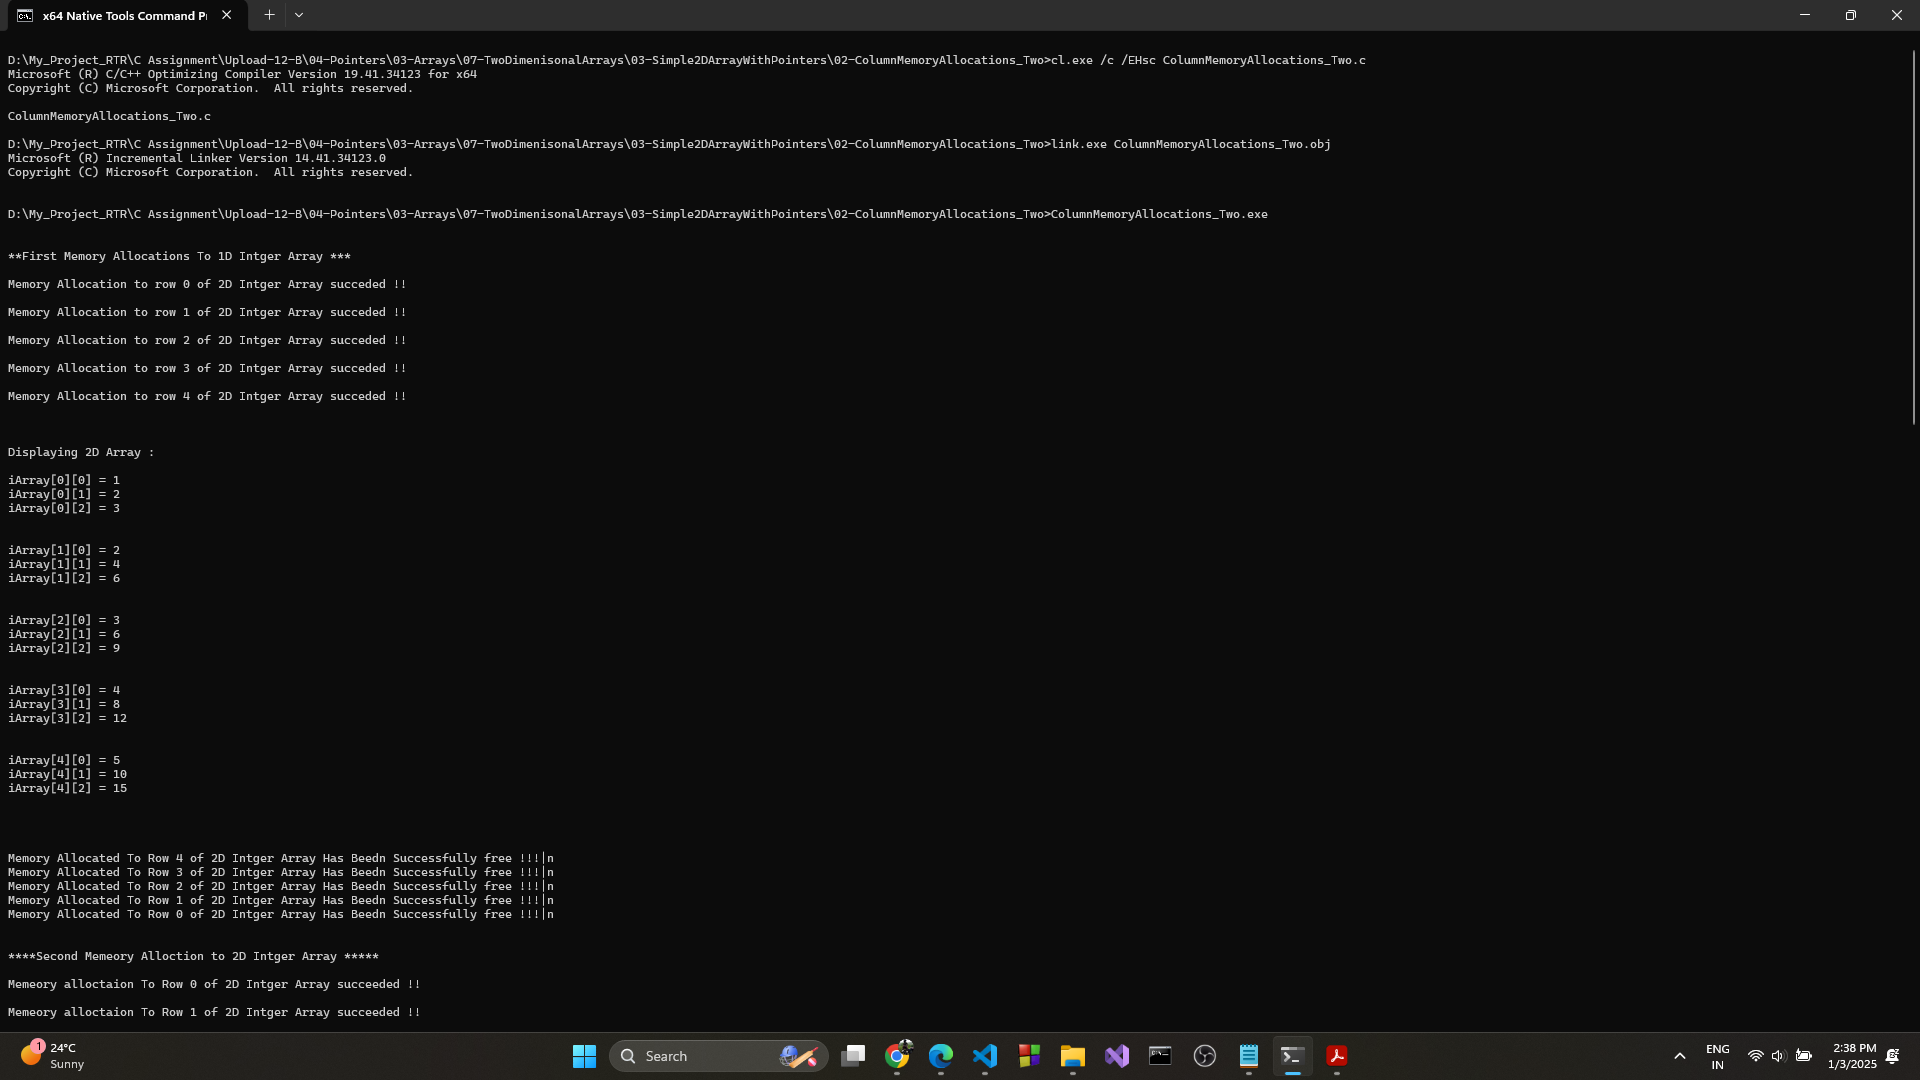 x64 Native Tools Command P
D:\My_Project_RTR\C Assignment\Upload-12-B\04-Pointers\03-Arrays\07-TwoDimenisonalArrays\03-Simple2DArrayWithPointers\02-ColumnMemoryAllocations_Two>cl.exe /c /EHsc ColumnMemoryAllocations_Two.c
Microsoft (R) C/C++ Optimizing Compiler Version 19.41.34123 for x64
Copyright (C) Microsoft Corporation.  All rights reserved.
ColumnMemoryAllocations_Two.c
D:\My_Project_RTR\C Assignment\Upload-12-B\04-Pointers\03-Arrays\07-TwoDimenisonalArrays\03-Simple2DArrayWithPointers\02-ColumnMemoryAllocations_Two>link.exe ColumnMemoryAllocations_Two.obj
Microsoft (R) Incremental Linker Version 14.41.34123.0
Copyright (C) Microsoft Corporation.  All rights reserved.
D:\My_Project_RTR\C Assignment\Upload-12-B\04-Pointers\03-Arrays\07-TwoDimenisonalArrays\03-Simple2DArrayWithPointers\02-ColumnMemoryAllocations_Two>ColumnMemoryAllocations_Two.exe
**First Memory Allocations To 1D Intger Array ***
Memory Allocation to row 0 of 2D Intger Array succeded !!
Memory Allocation to row 1 of 2D Intger Array succeded !!
Memory Allocation to row 2 of 2D Intger Array succeded !!
Memory Allocation to row 3 of 2D Intger Array succeded !!
Memory Allocation to row 4 of 2D Intger Array succeded !!
Displaying 2D Array :
iArray[0][0] = 1
iArray[0][1] = 2
iArray[0][2] = 3
iArray[1][0] = 2
iArray[1][1] = 4
iArray[1][2] = 6
iArray[2][0] = 3
iArray[2][1] = 6
iArray[2][2] = 9
iArray[3][0] = 4
iArray[3][1] = 8
iArray[3][2] = 12
iArray[4][0] = 5
iArray[4][1] = 10
iArray[4][2] = 15
Memory Allocated To Row 4 of 2D Intger Array Has Beedn Successfully free !!!|n
Memory Allocated To Row 3 of 2D Intger Array Has Beedn Successfully free !!!|n
Memory Allocated To Row 2 of 2D Intger Array Has Beedn Successfully free !!!|n
Memory Allocated To Row 1 of 2D Intger Array Has Beedn Successfully free !!!|n
Memory Allocated To Row 0 of 2D Intger Array Has Beedn Successfully free !!!|n
****Second Memeory Alloction to 2D Intger Array *****
Memeory alloctaion To Row 0 of 2D Intger Array succeeded !!
Memeory alloctaion To Row 1 of 2D Intger Array succeeded !!
1
24°C
Sunny
Search
ENG
IN
2:38 PM
1/3/2025